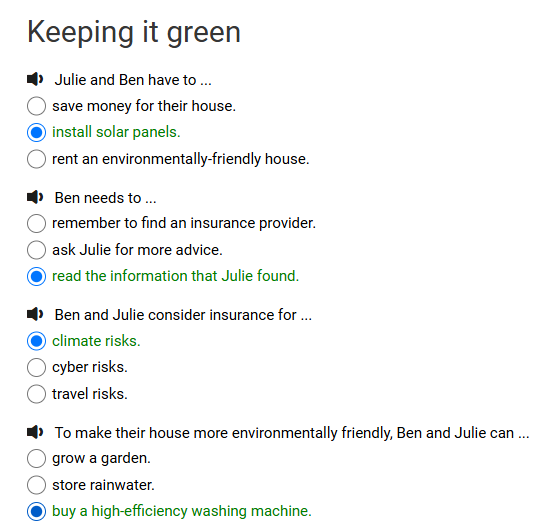 Keeping it green
Julie and Ben have to ...
save money for their house.
install solar panels.
rent an environmentally-friendly house.
Ben needs to ...
remember to find an insurance provider.
ask Julie for more advice.
read the information that Julie found.
Ben and Julie consider insurance for ...
climate risks.
cyber risks.
travel risks.
To make their house more environmentally friendly, Ben and Julie can ...
grow a garden.
store rainwater.
buy a high-efficiency washing machine.